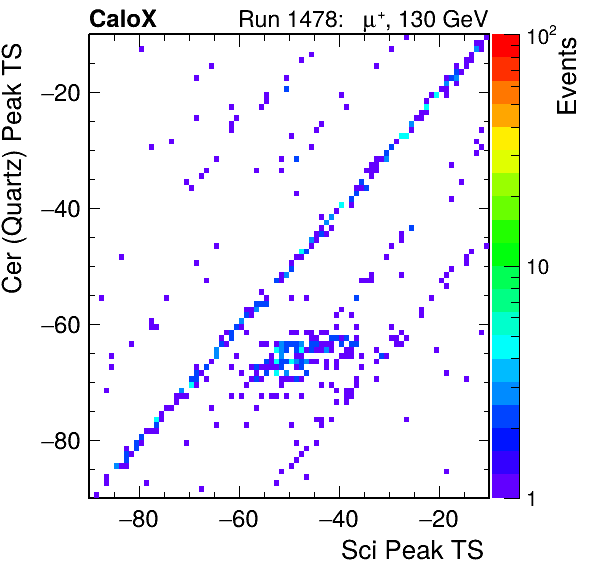 CaloX Run 1478: μ⁺, 130 GeV
Cer (Quartz) Peak TS
−20
−40
−60
−80
−80 −60 −40 −20
Sci Peak TS
10²
10
1
Events